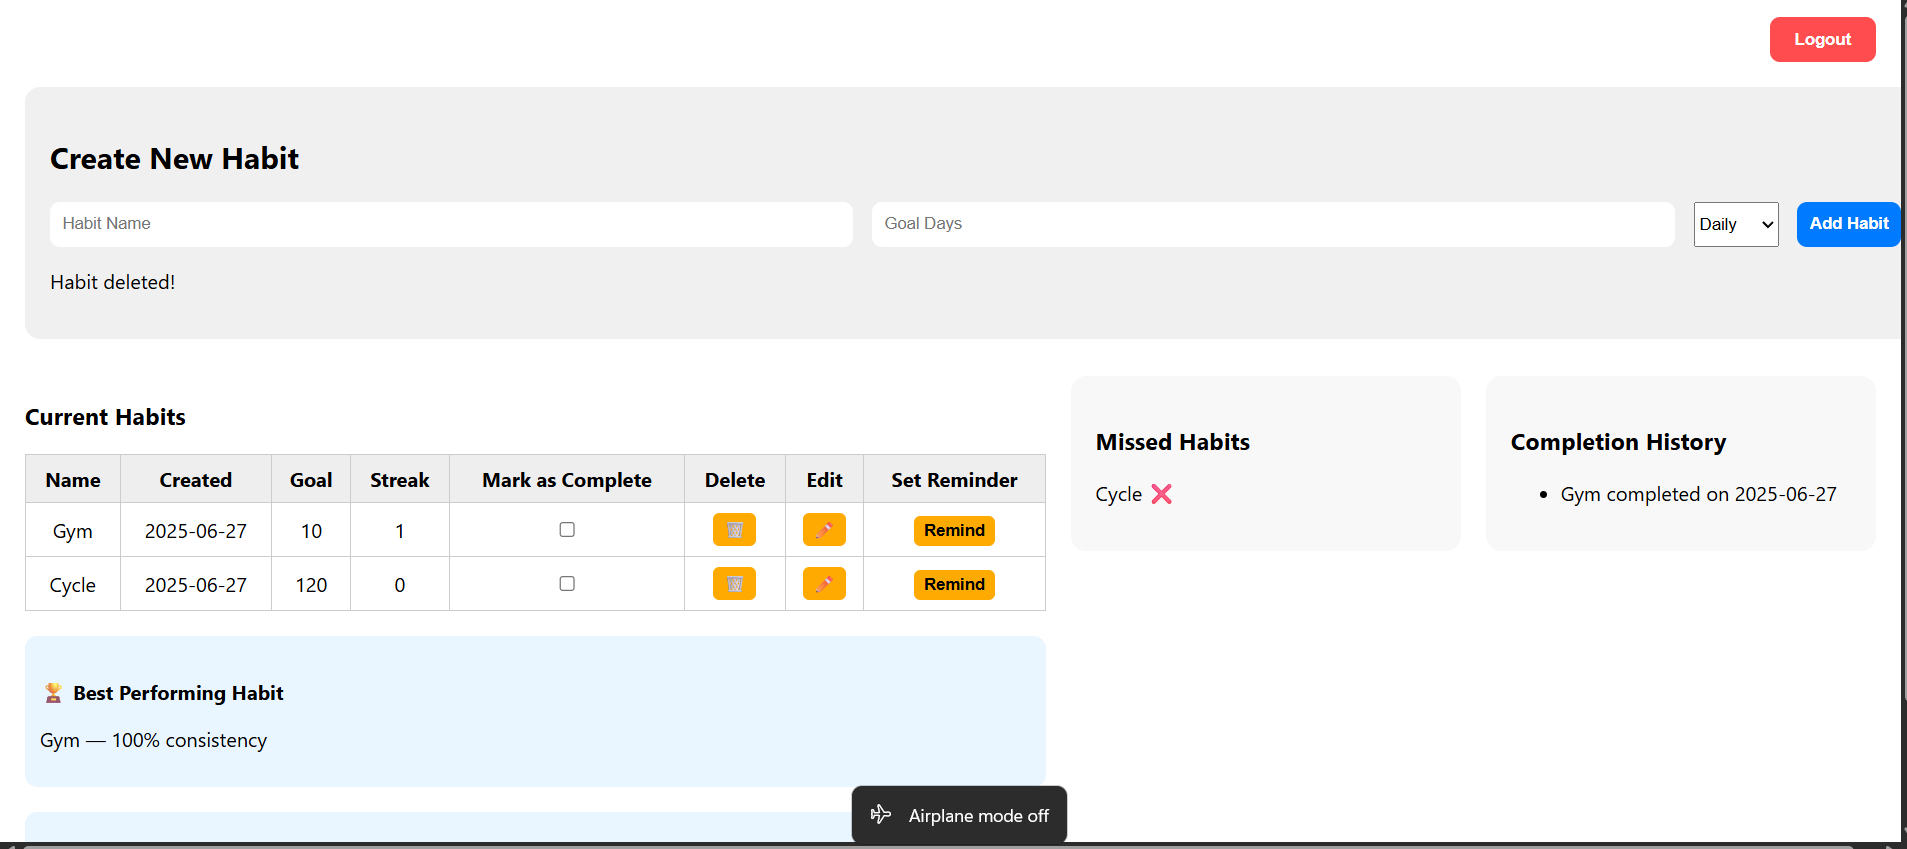 Logout
Create New Habit
Habit Name
Goal Days
Daily
Add Habit
Habit deleted!
Current Habits
Name Created Goal Streak Mark as Complete Delete Edit Set Reminder
Gym 2025-06-27 10 1 Remind
Cycle 2025-06-27 120 0 Remind
🏆 Best Performing Habit
Gym — 100% consistency
Missed Habits
Cycle ❌
Completion History
• Gym completed on 2025-06-27
Airplane mode off